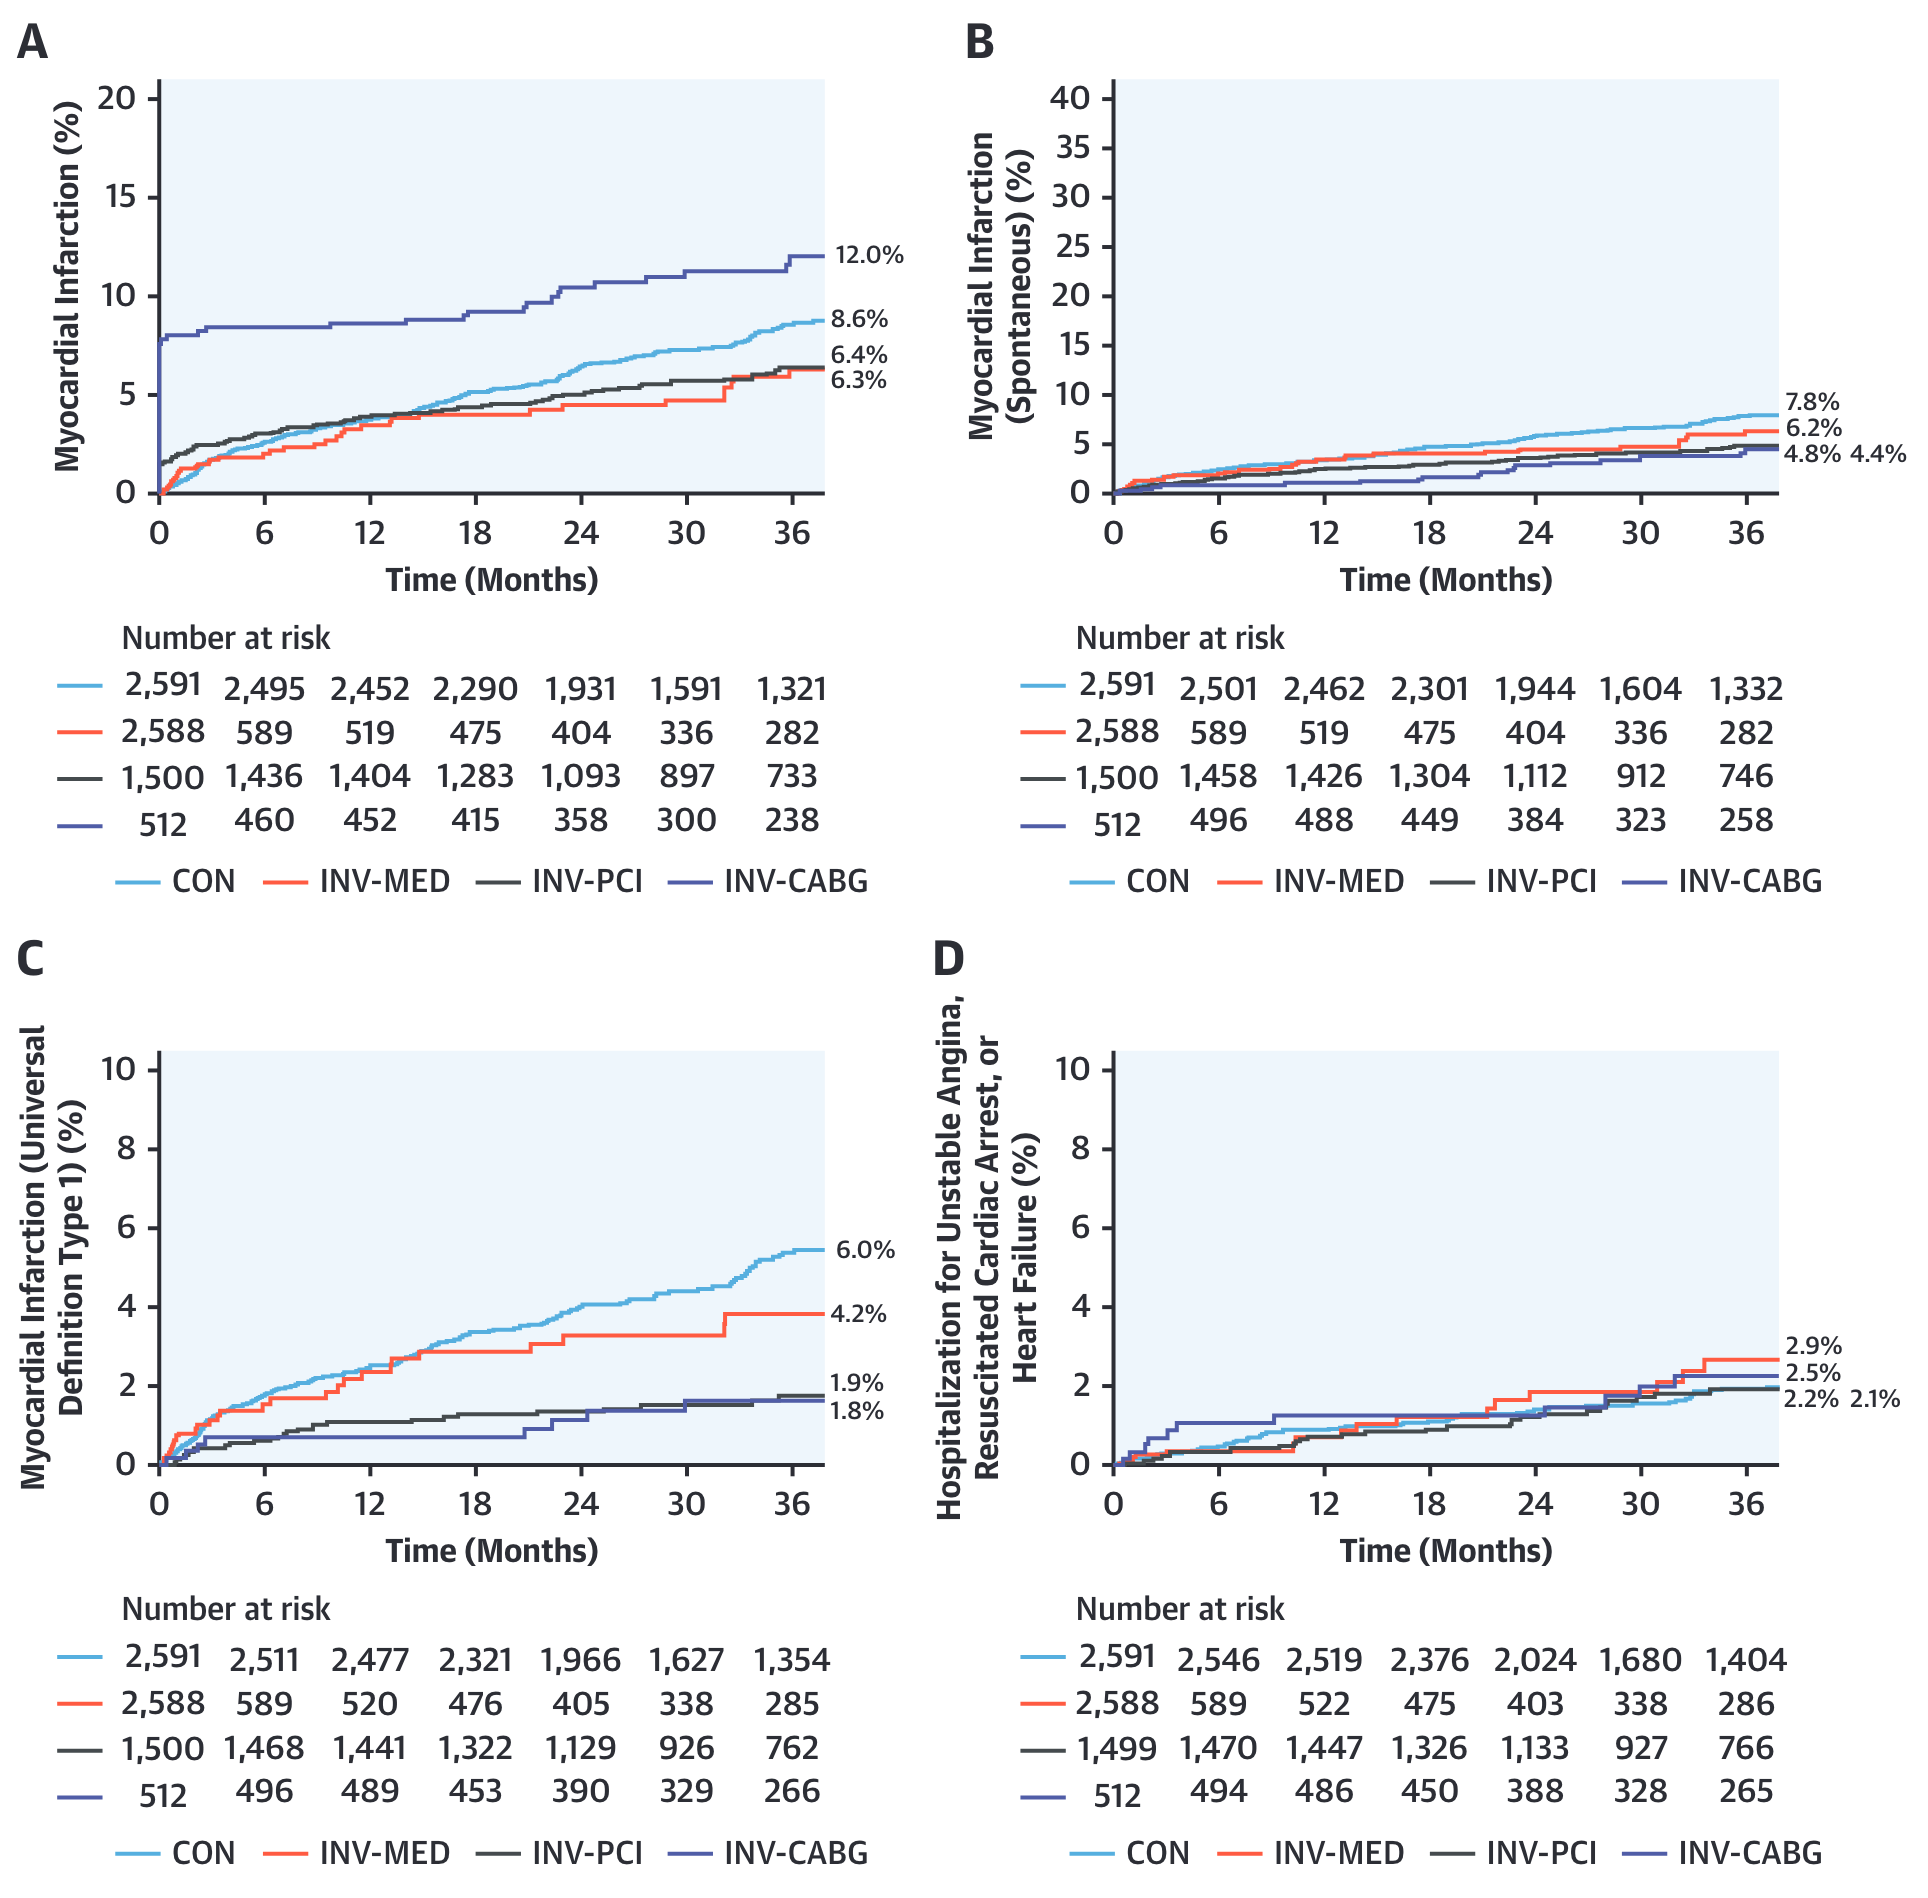 A
Myocardial Infarction (%)
20
15
10
5
0
12.0%
8.6%
6.4%
6.3%
0 6 12 18 24 30 36
Time (Months)
Number at risk
2,591 2,495 2,452 2,290 1,931 1,591 1,321
2,588 589 519 475 404 336 282
1,500 1,436 1,404 1,283 1,093 897 733
512 460 452 415 358 300 238
CON INV-MED INV-PCI INV-CABG
B
Myocardial Infarction
(Spontaneous) (%)
40
35
30
25
20
15
10
5
0
7.8%
6.2%
4.8% 4.4%
0 6 12 18 24 30 36
Time (Months)
Number at risk
2,591 2,501 2,462 2,301 1,944 1,604 1,332
2,588 589 519 475 404 336 282
1,500 1,458 1,426 1,304 1,112 912 746
512 496 488 449 384 323 258
CON INV-MED INV-PCI INV-CABG
C
Myocardial Infarction (Universal
Definition Type 1) (%)
10
8
6
4
2
0
6.0%
4.2%
1.9%
1.8%
0 6 12 18 24 30 36
Time (Months)
Number at risk
2,591 2,511 2,477 2,321 1,966 1,627 1,354
2,588 589 520 476 405 338 285
1,500 1,468 1,441 1,322 1,129 926 762
512 496 489 453 390 329 266
CON INV-MED INV-PCI INV-CABG
D
Hospitalization for Unstable Angina,
Resuscitated Cardiac Arrest, or
Heart Failure (%)
10
8
6
4
2
0
2.9%
2.5%
2.2% 2.1%
0 6 12 18 24 30 36
Time (Months)
Number at risk
2,591 2,546 2,519 2,376 2,024 1,680 1,404
2,588 589 522 475 403 338 286
1,499 1,470 1,447 1,326 1,133 927 766
512 494 486 450 388 328 265
CON INV-MED INV-PCI INV-CABG